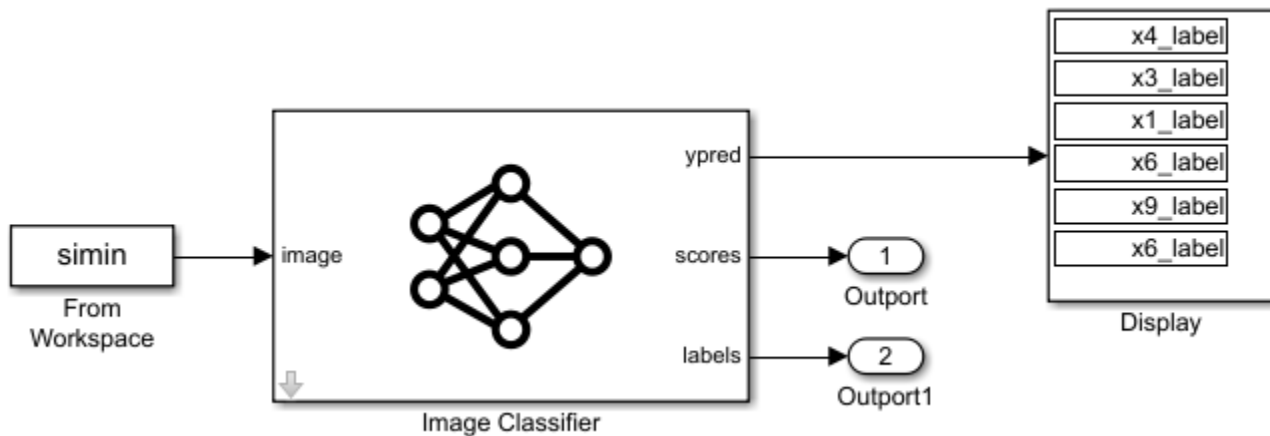 simin
From
Workspace
image
ypred
scores
labels
Image Classifier
1
Outport
2
Outport1
x4_label
x3_label
x1_label
x6_label
x9_label
x6_label
Display